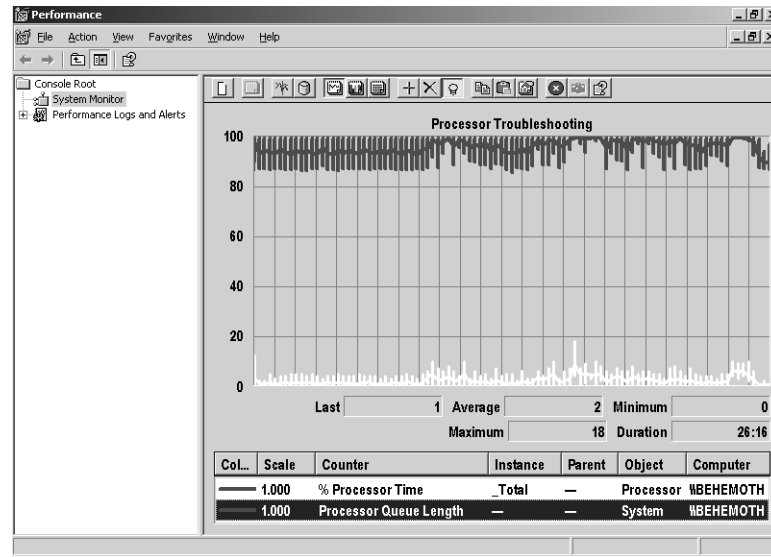 Performance
File Action View Favorites Window Help
Console Root
System Monitor
Performance Logs and Alerts
Processor Troubleshooting
100
80
60
40
20
0
Last 1 Average 2 Minimum 0
Maximum 18 Duration 26:16
Col... Scale Counter Instance Parent Object Computer
1.000 % Processor Time _Total — Processor \\BEHEMOTH
1.000 Processor Queue Length — — System \\BEHEMOTH